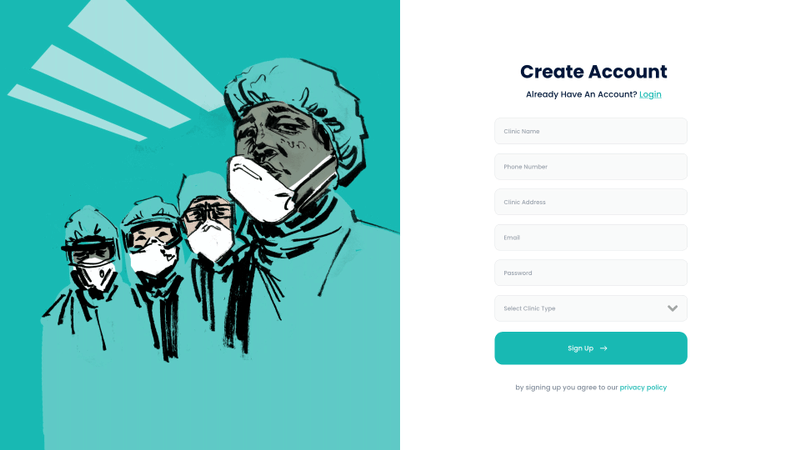 Create Account
Already Have An Account? Login
Clinic Name
Phone Number
Clinic Address
Email
Password
Select Clinic Type
Sign Up →
by signing up you agree to our privacy policy